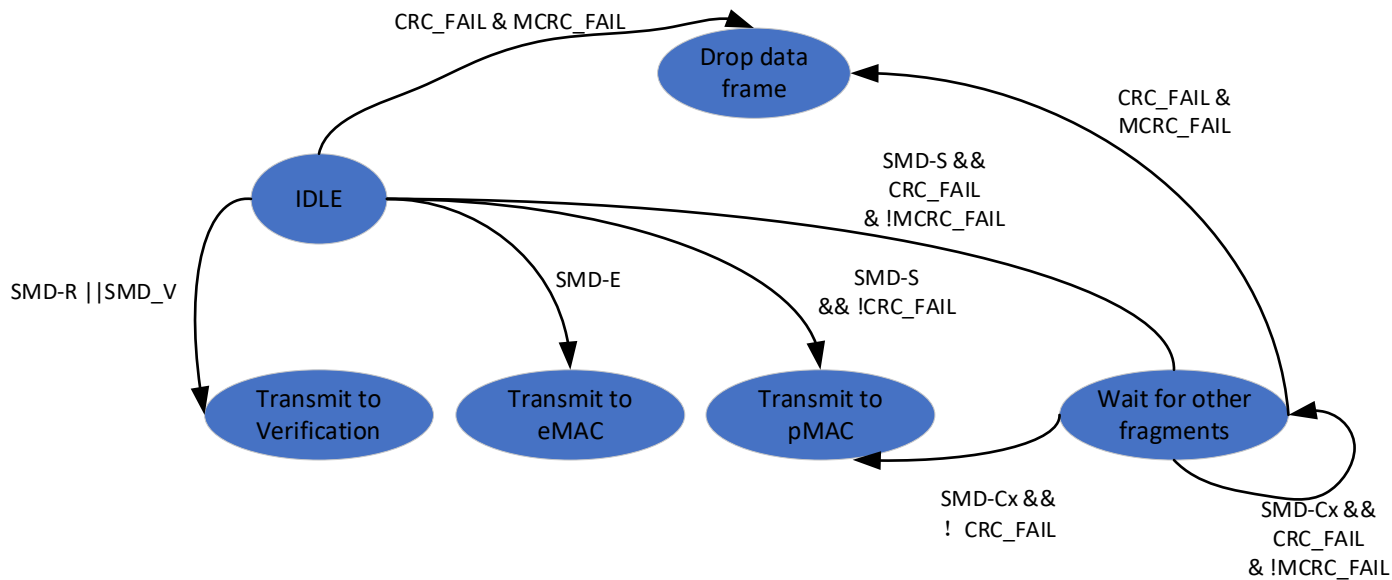 CRC_FAIL & MCRC_FAIL
Drop data
frame
CRC_FAIL &
MCRC_FAIL
SMD-S &&
CRC_FAIL
& !MCRC_FAIL
IDLE
SMD-R ||SMD_V
SMD-E
SMD-S
&& !CRC_FAIL
Transmit to
Verification
Transmit to
eMAC
Transmit to
pMAC
Wait for other
fragments
SMD-Cx &&
! CRC_FAIL
SMD-Cx &&
CRC_FAIL
& !MCRC_FAIL